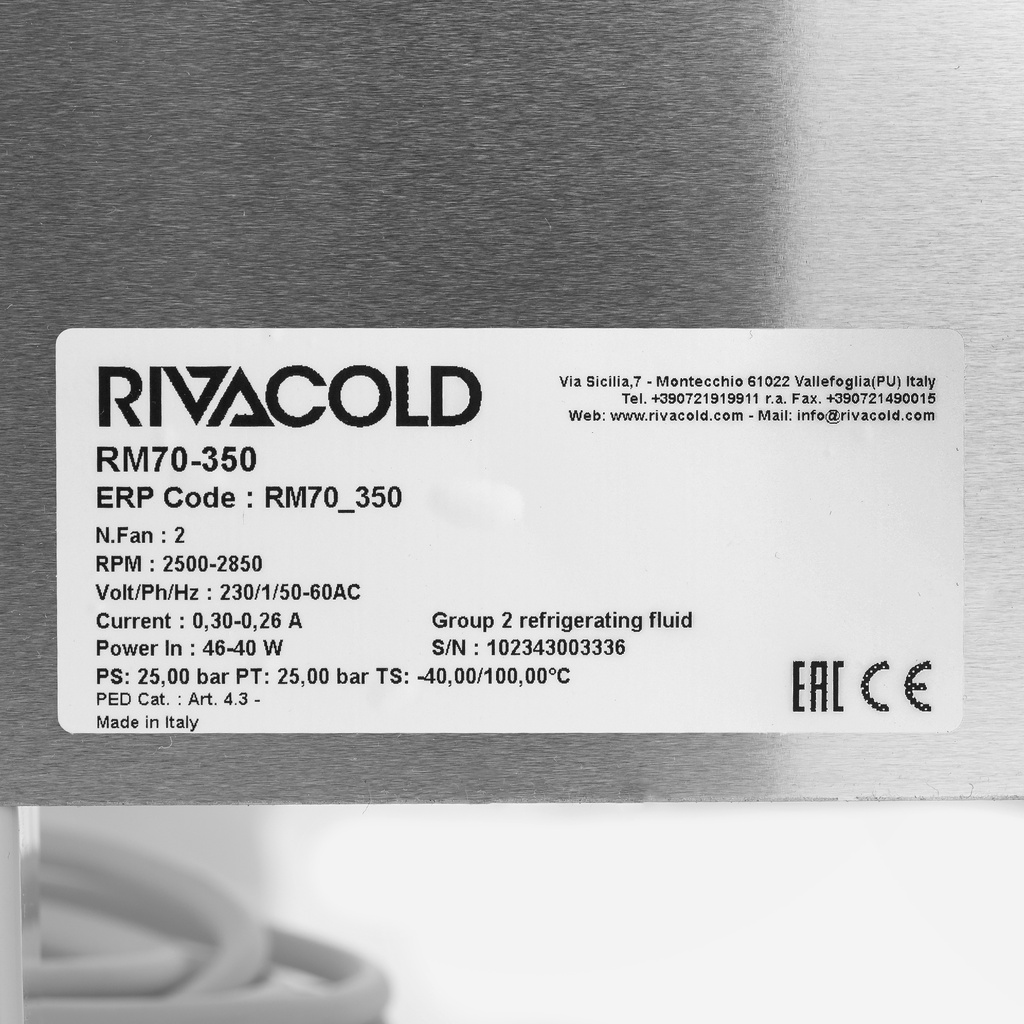 RIVACOLD
Via Sicilia,7 - Montecchio 61022 Vallefoglia(PU) Italy
Tel. +390721919911 r.a. Fax. +390721490015
Web: www.rivacold.com - Mail: info@rivacold.com
RM70-350
ERP Code : RM70_350
N.Fan : 2
RPM : 2500-2850
Volt/Ph/Hz : 230/1/50-60AC
Current : 0,30-0,26 A
Group 2 refrigerating fluid
Power In : 46-40 W
S/N : 102343003336
PS: 25,00 bar PT: 25,00 bar TS: -40,00/100,00°C
PED Cat. : Art. 4.3 -
Made in Italy
EAC CE